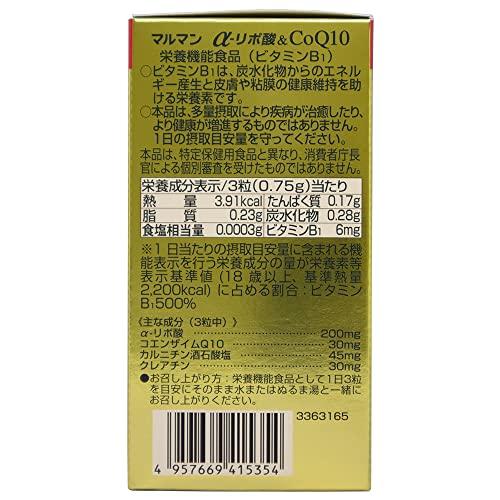 マルマン α-リポ酸&CoQ10
栄養機能食品（ビタミンB1）
○ビタミンB1は、炭水化物からのエネル
ギー産生と皮膚や粘膜の健康維持を助
ける栄養素です。
○本品は、多量摂取により疾病が治癒したり、
より健康が増進するものではありません。
1日の摂取目安量を守ってください。
本品は、特定保健用食品と異なり、消費者庁長
官による個別審査を受けたものではありません。
栄養成分表示/3粒(0.75g)当たり
熱量 3.91kcal たんぱく質 0.17g
脂質 0.23g 炭水化物 0.28g
食塩相当量 0.0003g ビタミンB1 6mg
※1日当たりの摂取目安量に含まれる機
能表示を行う栄養成分の量が栄養素等
表示基準値（18歳以上、基準熱量
2,200kcal）に占める割合：ビタミン
B1500%
《主な成分（3粒中）》
α-リポ酸 200mg
コエンザイムQ10 30mg
カルニチン酒石酸塩 45mg
クレアチン 30mg
●お召し上がり方：栄養機能食品として1日3粒
を目安にそのまま水またはぬるま湯と一緒に
お召し上がりください。
3363165
4 957669 415354